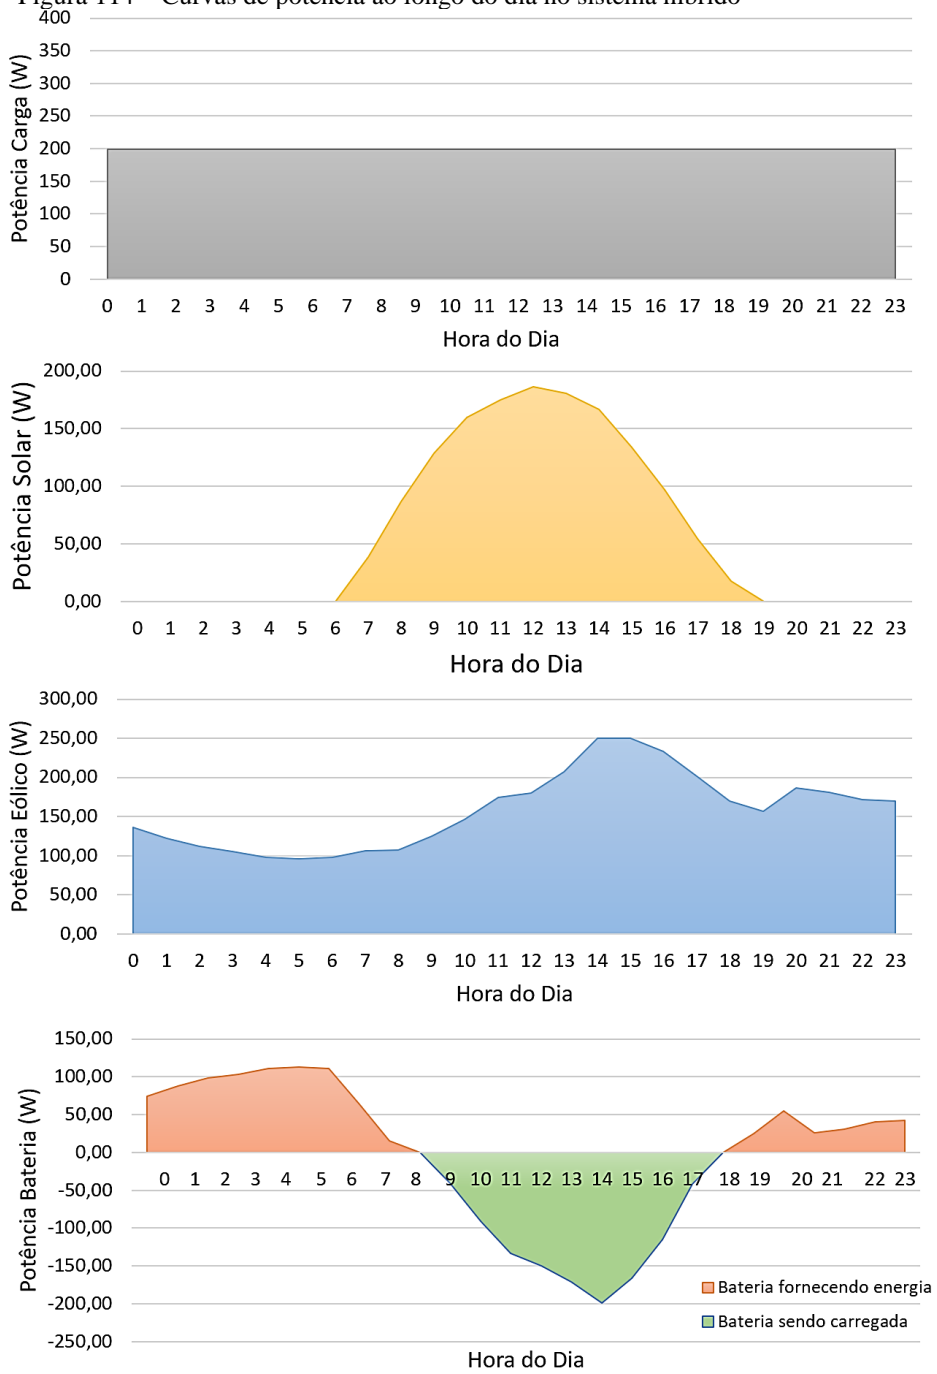 Figura 114 – Curvas de potência ao longo do dia no sistema híbrido
400
350
300
250
200
150
100
50
0
Potência Carga (W)
0 1 2 3 4 5 6 7 8 9 10 11 12 13 14 15 16 17 18 19 20 21 22 23
Hora do Dia
200,00
150,00
100,00
50,00
0,00
Potência Solar (W)
0 1 2 3 4 5 6 7 8 9 10 11 12 13 14 15 16 17 18 19 20 21 22 23
Hora do Dia
300,00
250,00
200,00
150,00
100,00
50,00
0,00
Potência Eólico (W)
0 1 2 3 4 5 6 7 8 9 10 11 12 13 14 15 16 17 18 19 20 21 22 23
Hora do Dia
150,00
100,00
50,00
0,00
-50,00
-100,00
-150,00
-200,00
-250,00
Potência Bateria (W)
0 1 2 3 4 5 6 7 8 9 10 11 12 13 14 15 16 17 18 19 20 21 22 23
Bateria fornecendo energia
Bateria sendo carregada
Hora do Dia